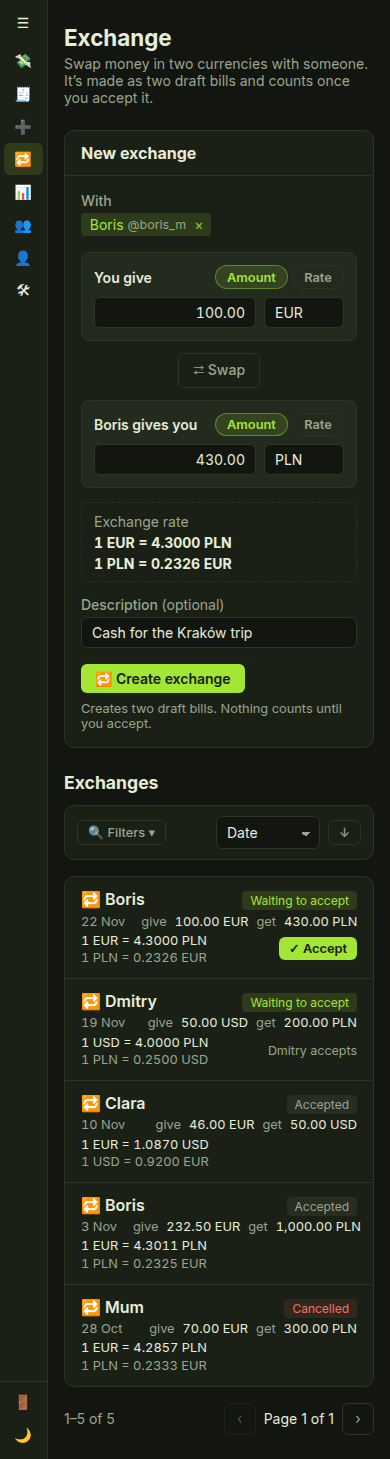 Exchange
Swap money in two currencies with someone.
It's made as two draft bills and counts once
you accept it.
New exchange
With
Boris @boris_m ×
You give Amount Rate
100.00 EUR
⇄ Swap
Boris gives you Amount Rate
430.00 PLN
Exchange rate
1 EUR = 4.3000 PLN
1 PLN = 0.2326 EUR
Description (optional)
Cash for the Kraków trip
🔁 Create exchange
Creates two draft bills. Nothing counts until
you accept.
Exchanges
🔍 Filters ▾ Date ↓
🔁 Boris Waiting to accept
22 Nov give 100.00 EUR get 430.00 PLN
1 EUR = 4.3000 PLN
1 PLN = 0.2326 EUR
✓ Accept
🔁 Dmitry Waiting to accept
19 Nov give 50.00 USD get 200.00 PLN
1 USD = 4.0000 PLN
1 PLN = 0.2500 USD
Dmitry accepts
🔁 Clara Accepted
10 Nov give 46.00 EUR get 50.00 USD
1 EUR = 1.0870 USD
1 USD = 0.9200 EUR
🔁 Boris Accepted
3 Nov give 232.50 EUR get 1,000.00 PLN
1 EUR = 4.3011 PLN
1 PLN = 0.2325 EUR
🔁 Mum Cancelled
28 Oct give 70.00 EUR get 300.00 PLN
1 EUR = 4.2857 PLN
1 PLN = 0.2333 EUR
1–5 of 5 ‹ Page 1 of 1 ›